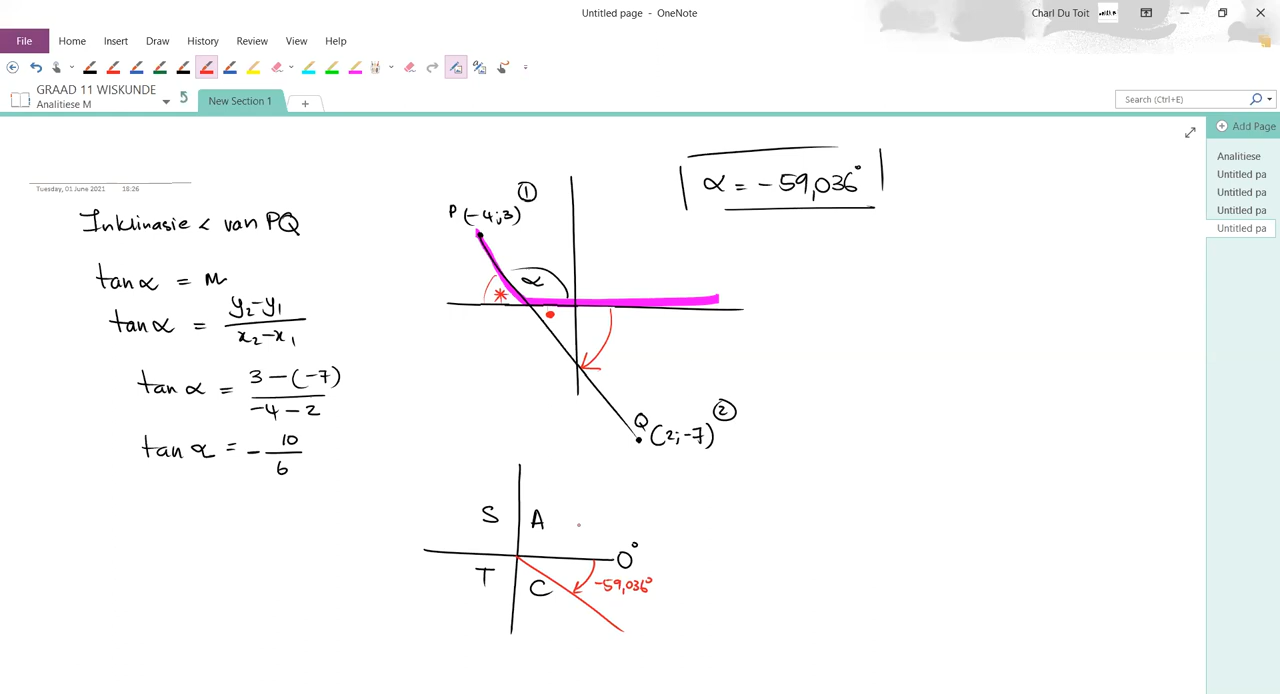 Untitled page - OneNote
Charl Du Toit
File Home Insert Draw History Review View Help
GRAAD 11 WISKUNDE
Analitiese M
New Section 1
+
Search (Ctrl+E)
Add Page
Analitiese
Untitled pa
Untitled pa
Untitled pa
Untitled pa
Tuesday, 01 June 2021 18:26
Inklinasie < van PQ
tan α = m
tan α = y₂-y₁ / x₂-x₁
tan α = 3-(-7) / -4-2
tan α = - 10/6
α = -59,036°
P(-4;3) ①
α
*
Q(2;-7) ②
S A
T C
0°
-59,036°